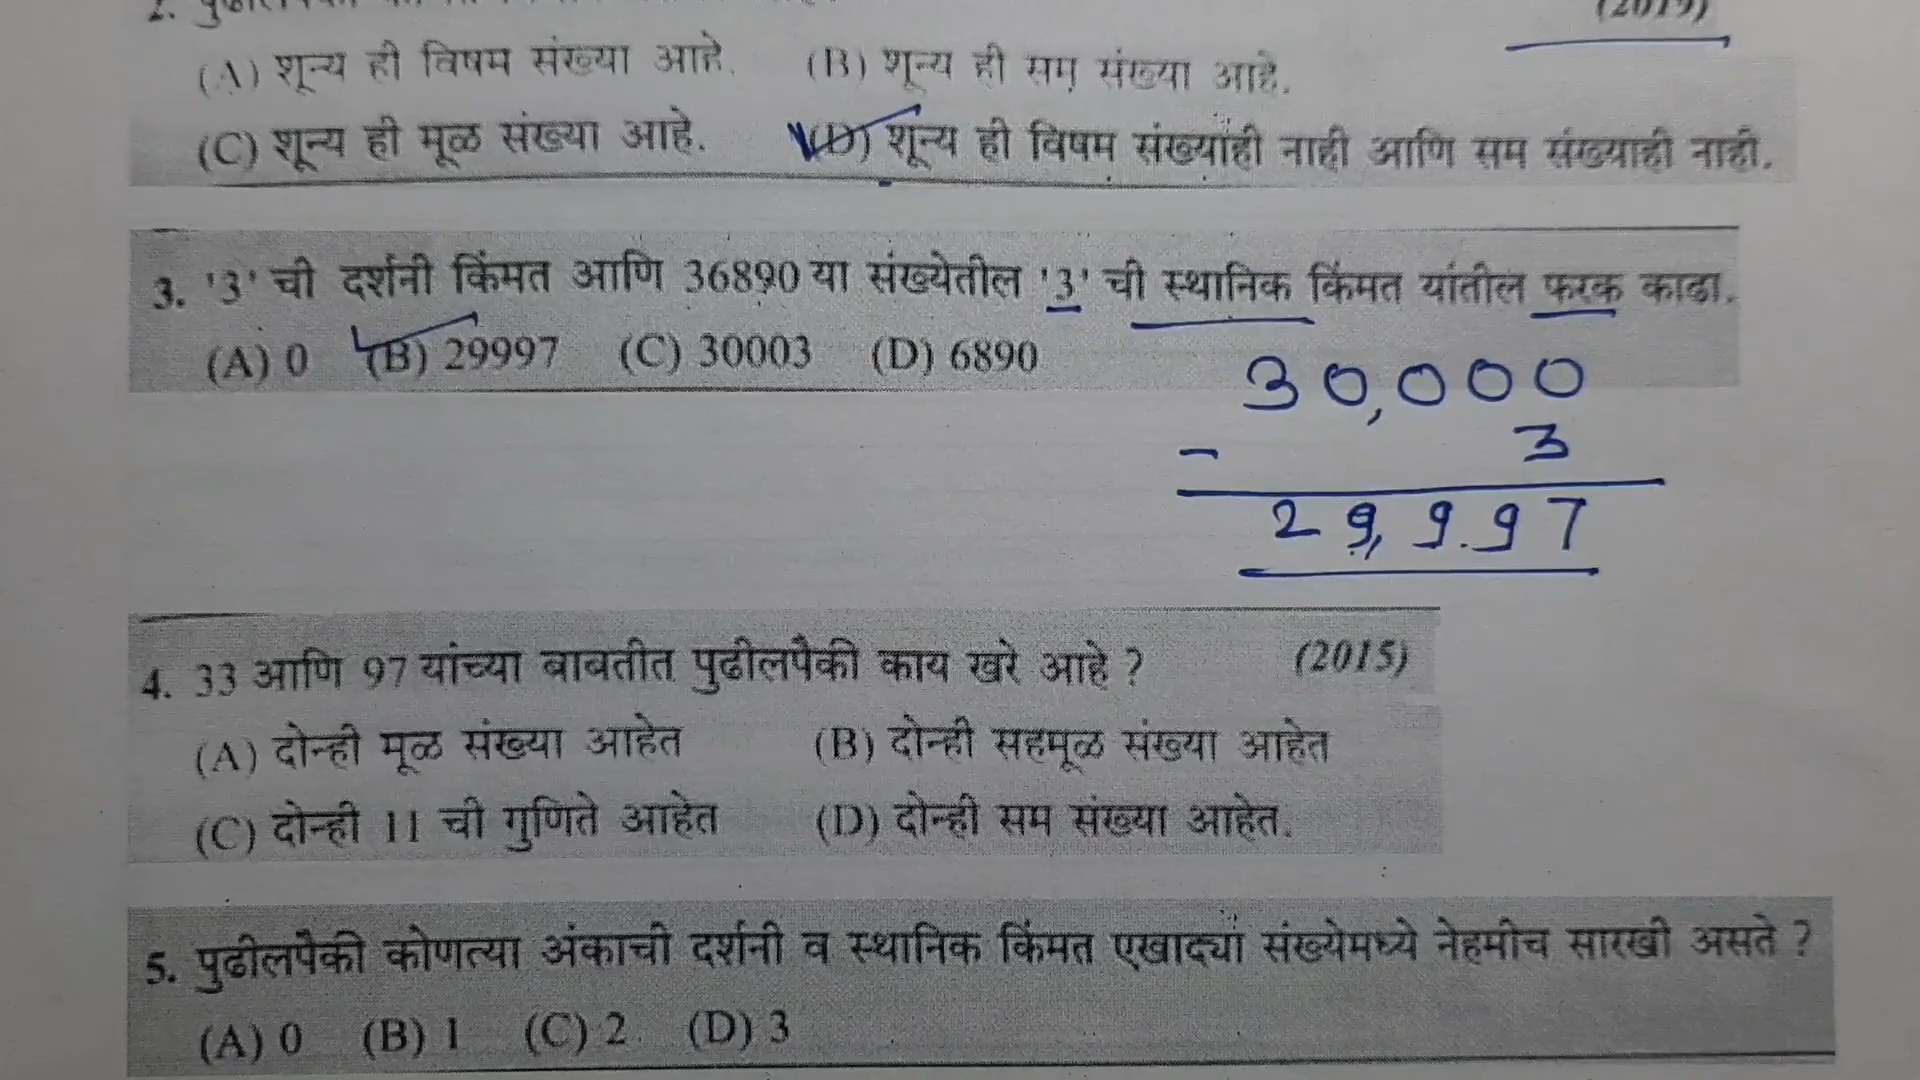 2. पुढीलपैकी
(2019)
(A) शून्य ही विषम संख्या आहे. (B) शून्य ही सम संख्या आहे.
(C) शून्य ही मूळ संख्या आहे. (D) शून्य ही विषम संख्याही नाही आणि सम संख्याही नाही.
3. '3' ची दर्शनी किंमत आणि 36890 या संख्येतील '3' ची स्थानिक किंमत यांतील फरक काढा.
(A) 0 (B) 29997 (C) 30003 (D) 6890
30,000
- 3
29,997
4. 33 आणि 97 यांच्या बाबतीत पुढीलपैकी काय खरे आहे ? (2015)
(A) दोन्ही मूळ संख्या आहेत (B) दोन्ही सहमूळ संख्या आहेत
(C) दोन्ही 11 ची गुणिते आहेत (D) दोन्ही सम संख्या आहेत.
5. पुढीलपैकी कोणत्या अंकाची दर्शनी व स्थानिक किंमत एखाद्या संख्येमध्ये नेहमीच सारखी असते ?
(A) 0 (B) 1 (C) 2 (D) 3